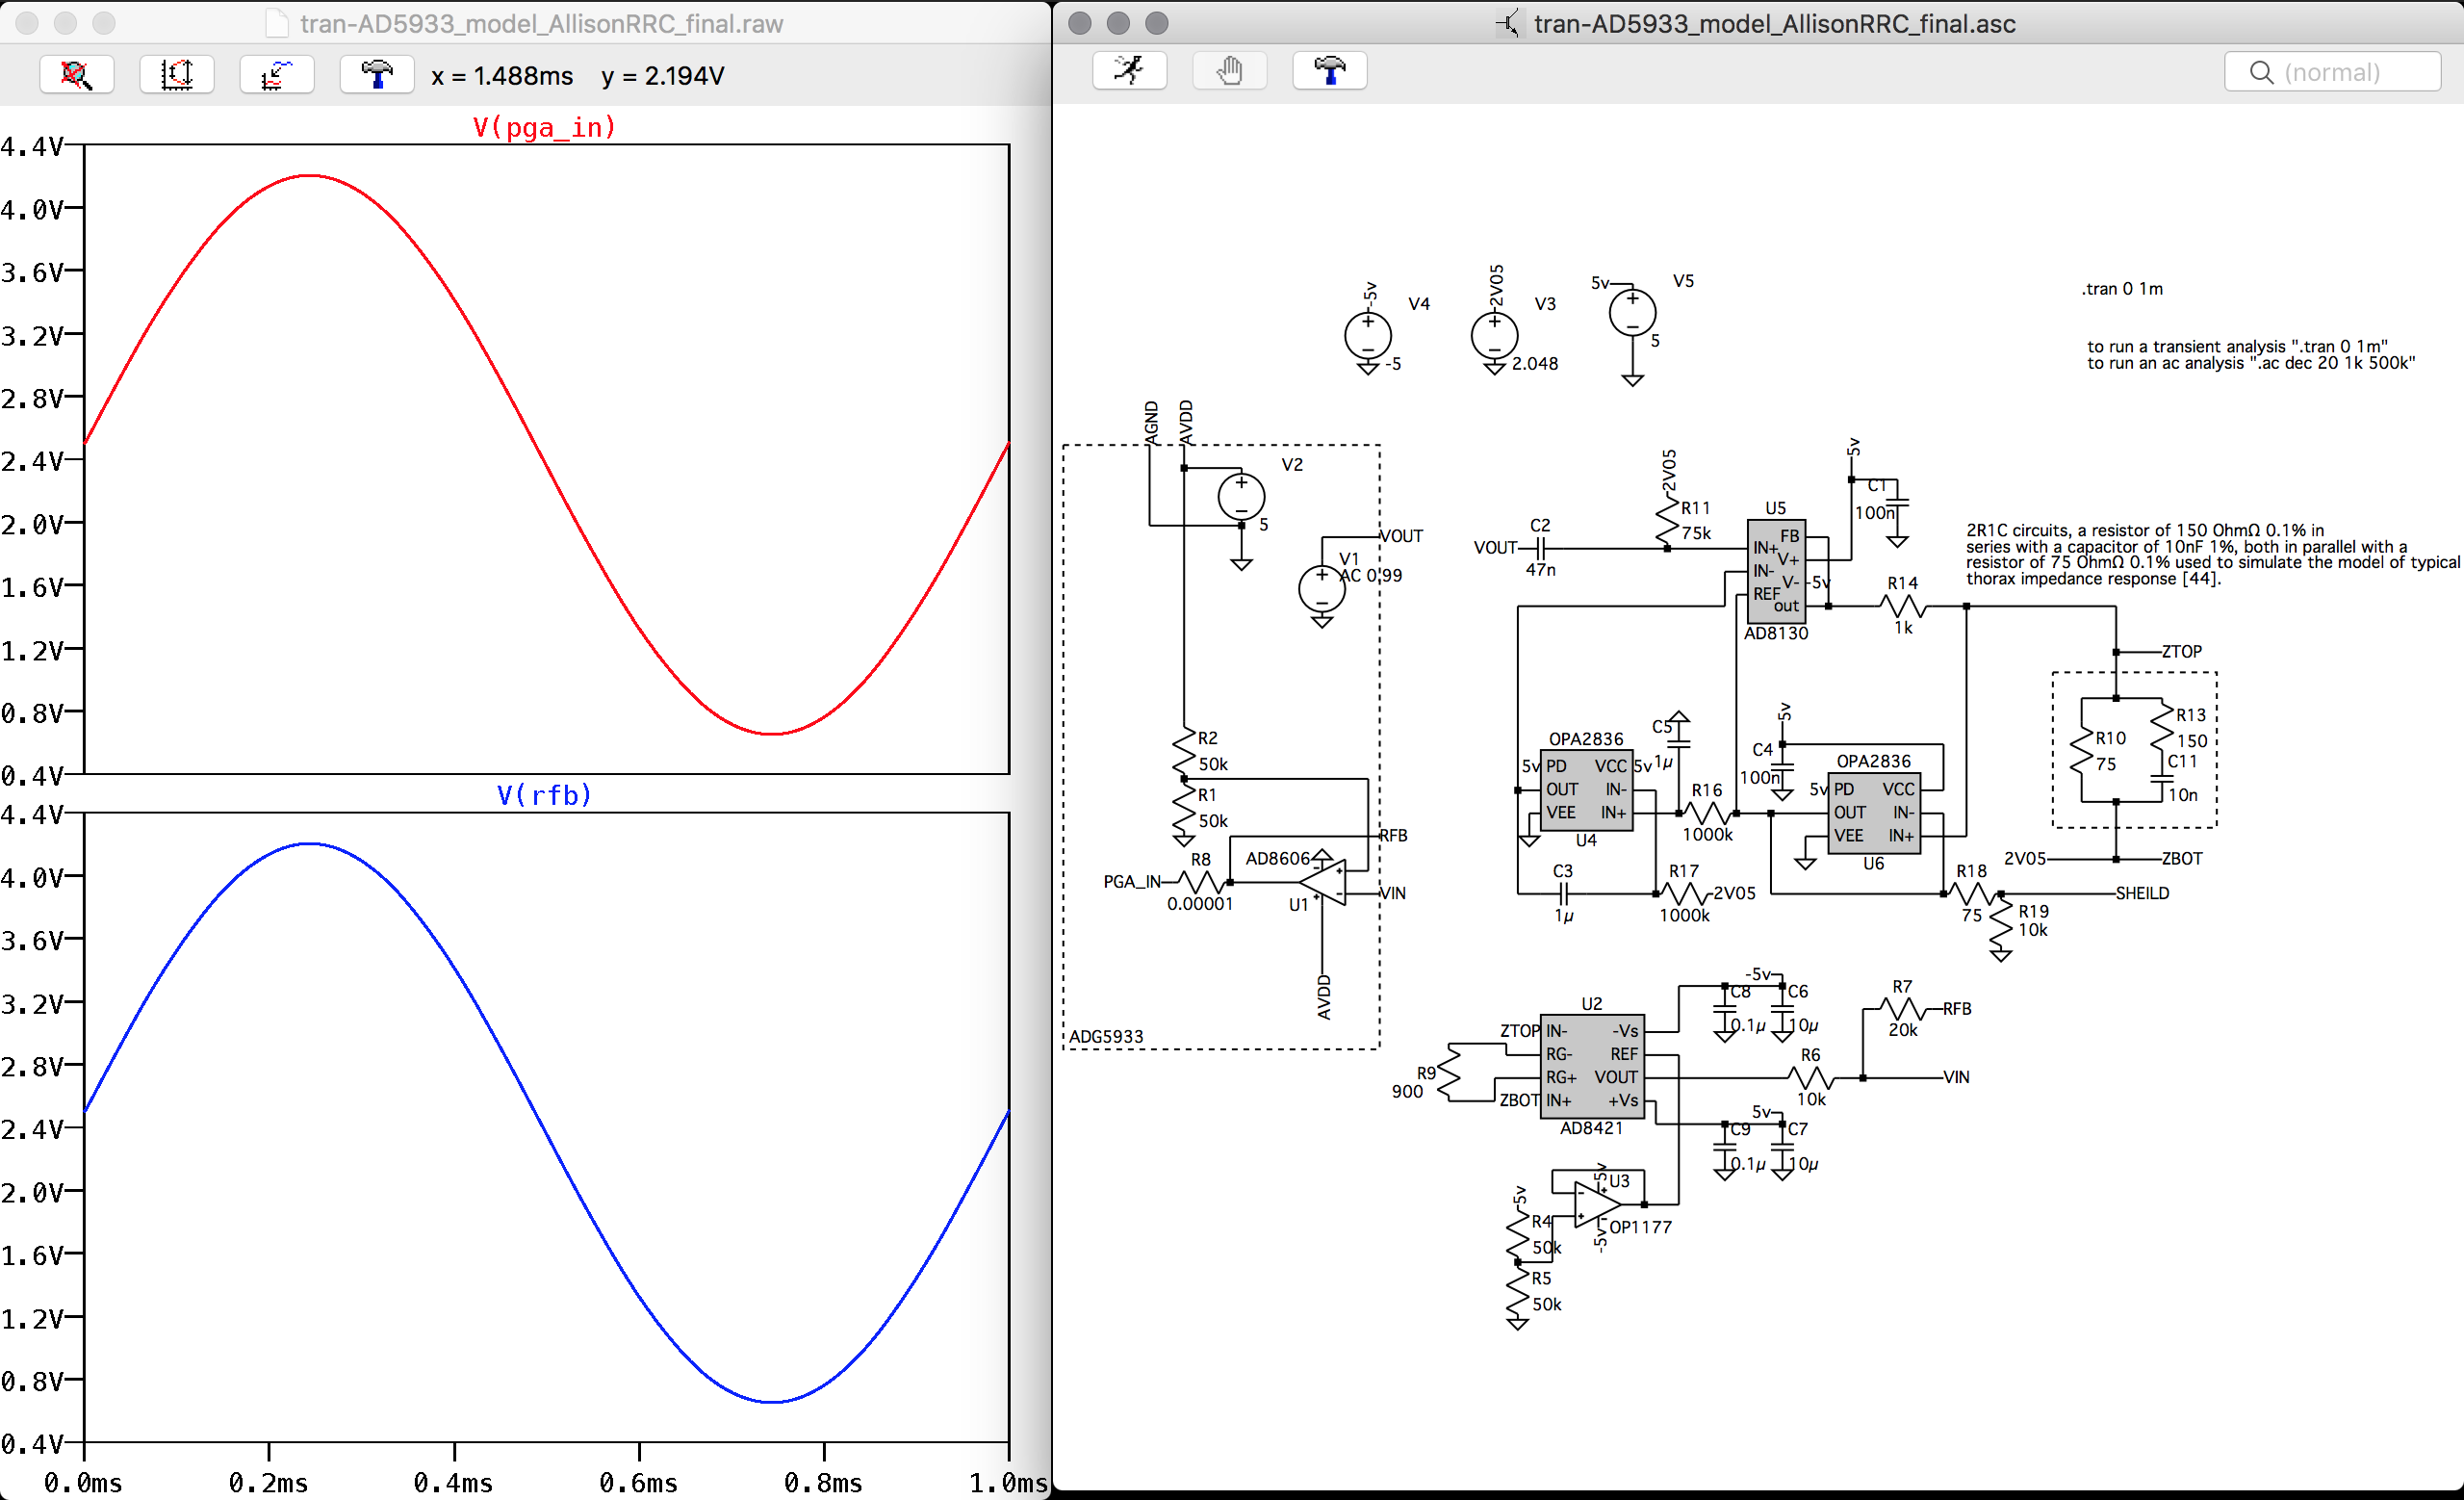 tran-AD5933_model_AllisonRRC_final.raw
x = 1.488ms y = 2.194V
V(pga_in)
4.4V
4.0V
3.6V
3.2V
2.8V
2.4V
2.0V
1.6V
1.2V
0.8V
0.4V
V(rfb)
4.4V
4.0V
3.6V
3.2V
2.8V
2.4V
2.0V
1.6V
1.2V
0.8V
0.4V
0.0ms 0.2ms 0.4ms 0.6ms 0.8ms 1.0ms
tran-AD5933_model_AllisonRRC_final.asc
(normal)
-5v V4 -5
2V05 V3 2.048
5v V5 5
.tran 0 1m
to run a transient analysis ".tran 0 1m"
to run an ac analysis ".ac dec 20 1k 500k"
AGND AVDD
V2
5
VOUT
V1
AC 0.99
R2
50k
R1
50k
RFB
R8 AD8606
PGA_IN
0.00001
U1
VIN
AVDD
ADG5933
2V05
R11
75k
C2
VOUT
47n
5v
C1
100n
U5
FB
IN+
V+
IN-
V- -5v
REF
out
AD8130
R14
1k
2R1C circuits, a resistor of 150 OhmΩ 0.1% in
series with a capacitor of 10nF 1%, both in parallel with a
resistor of 75 OhmΩ 0.1% used to simulate the model of typical
thorax impedance response [44].
ZTOP
R10
75
R13
150
C11
10n
2V05 ZBOT
OPA2836
5v PD VCC 5v
OUT IN-
VEE IN+
U4
C5
1µ
R16
1000k
5v
C4
100n
OPA2836
5v PD VCC
OUT IN-
VEE IN+
U6
C3
1µ
R17
2V05
1000k
R18
75
SHEILD
R19
10k
U2
ZTOP IN- -Vs
RG- REF
RG+ VOUT
ZBOT IN+ +Vs
AD8421
R9
900
-5v
C8 C6
0.1µ 10µ
R7
RFB
20k
R6
VIN
10k
5v
C9 C7
0.1µ 10µ
5v
U3
OP1177
-5v
5v
R4
50k
R5
50k